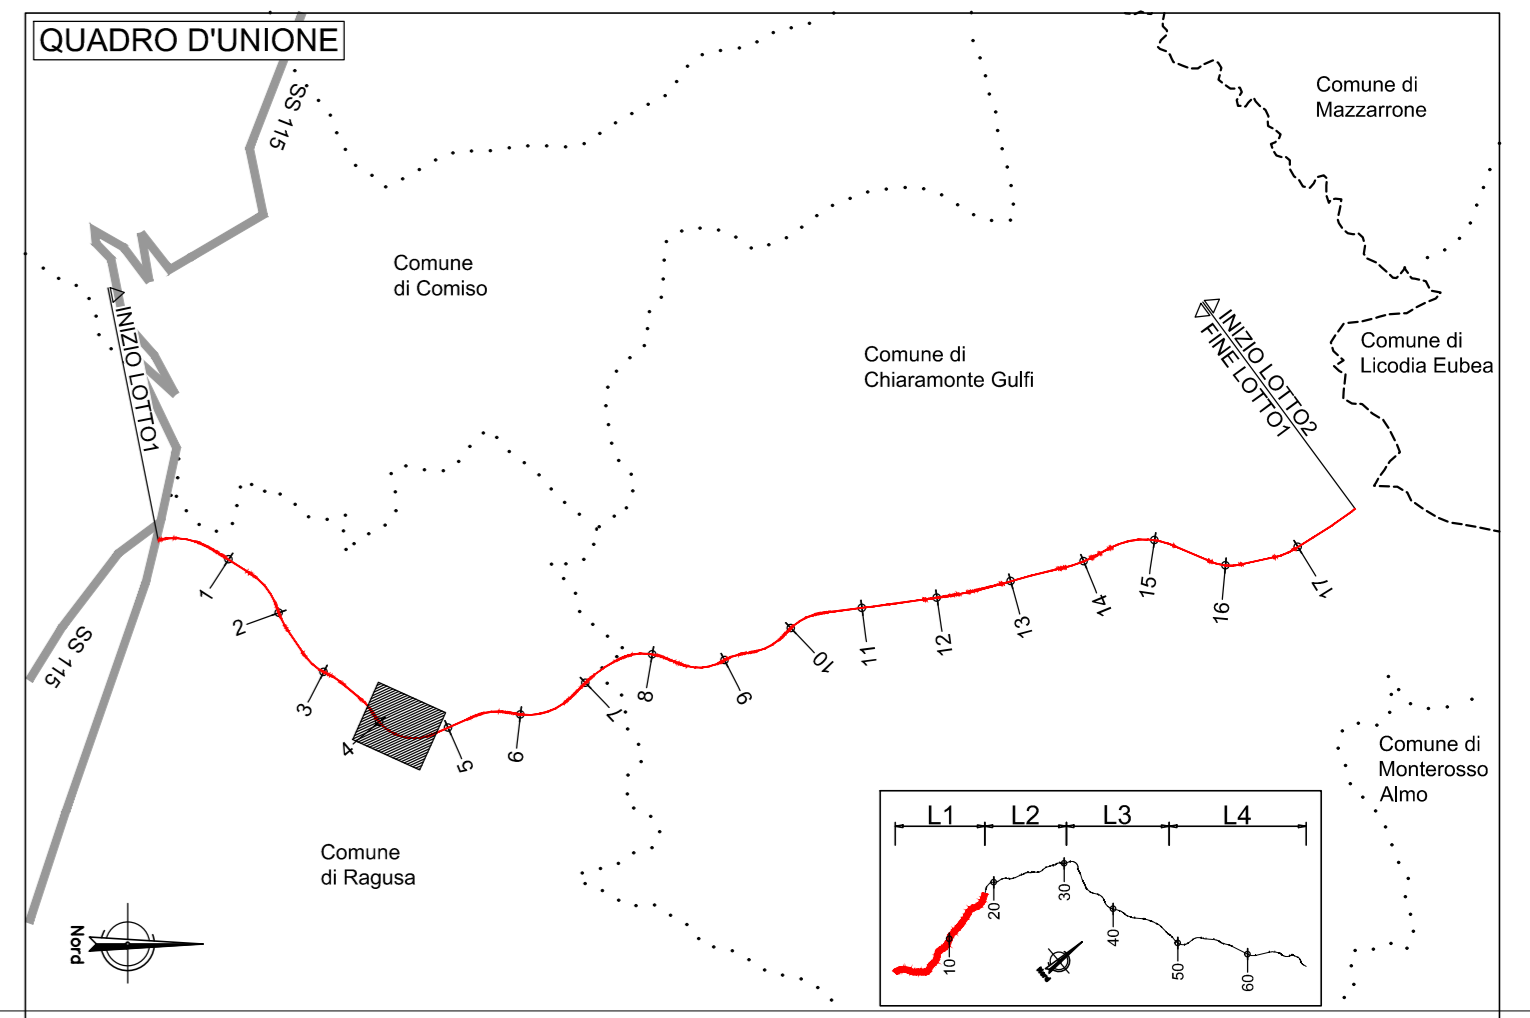 QUADRO D'UNIONE
SS 115
Comune di
Mazzarrone
Comune
di Comiso
INIZIO LOTTO1
Comune di
Chiaramonte Gulfi
INIZIO LOTTO2
FINE LOTTO1
Comune di
Licodia Eubea
1
2
3
4
5
6
7
8
9
10
11
12
13
14
15
16
17
SS 115
Comune
di Ragusa
Comune di
Monterosso
Almo
Nord
L1 L2 L3 L4
10
20
30
40
50
60